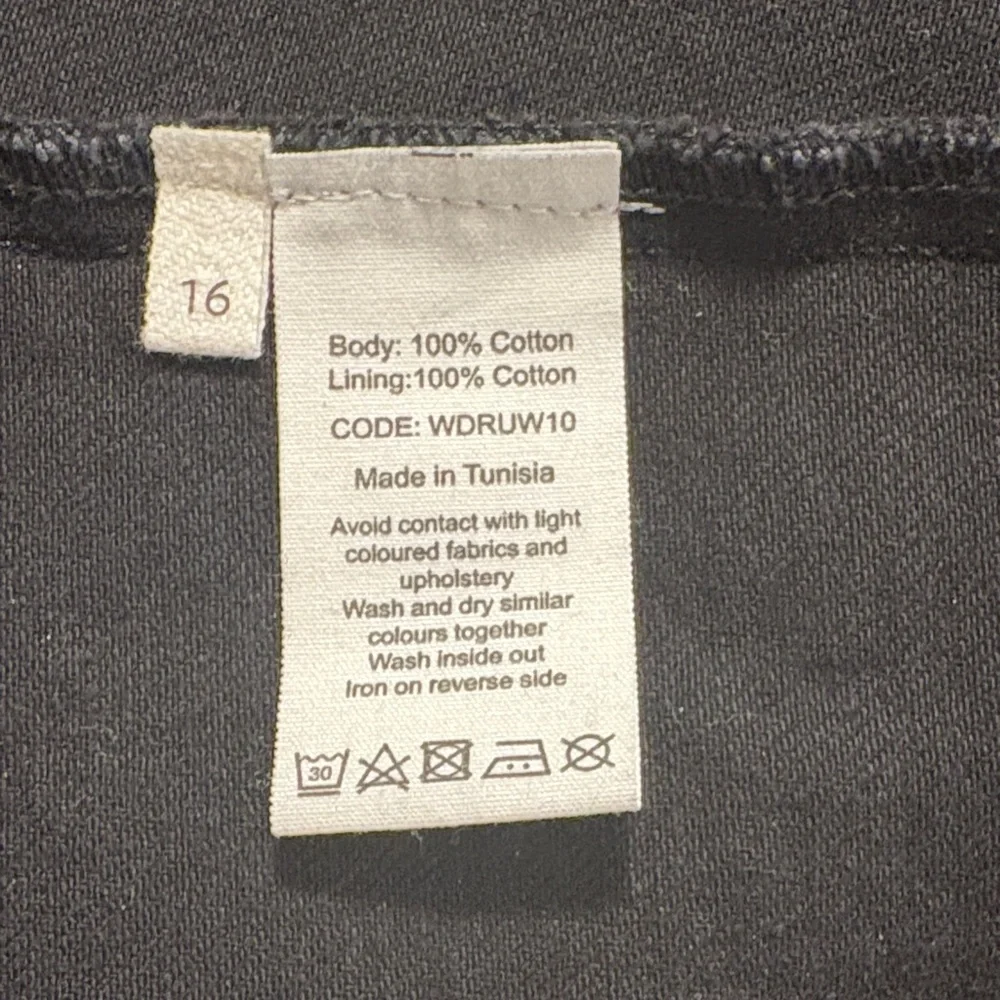 16
Body: 100% Cotton
Lining:100% Cotton
CODE: WDRUW10
Made in Tunisia
Avoid contact with light
coloured fabrics and
upholstery
Wash and dry similar
colours together
Wash inside out
Iron on reverse side
30